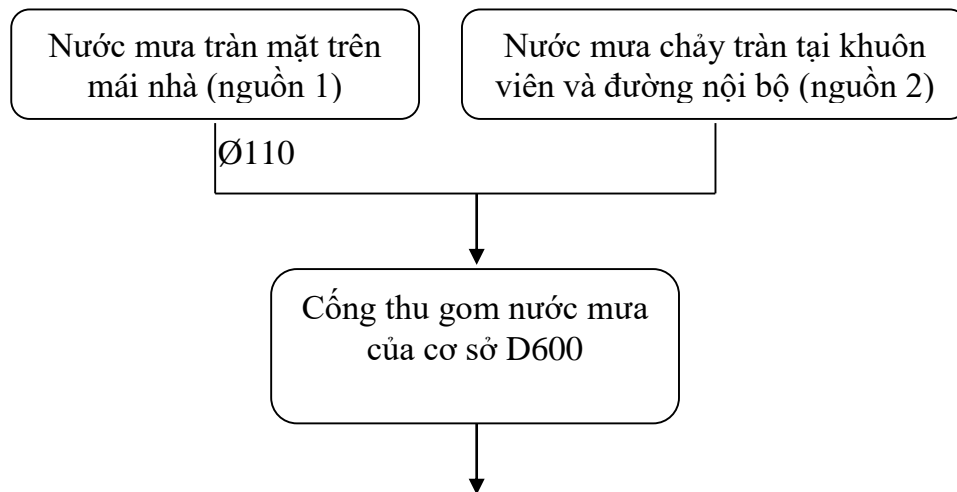 Nước mưa tràn mặt trên
mái nhà (nguồn 1)
Nước mưa chảy tràn tại khuôn
viên và đường nội bộ (nguồn 2)
Ø110
Cống thu gom nước mưa
của cơ sở D600